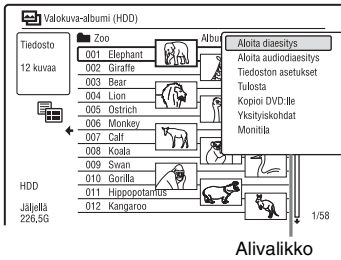 Valokuva-albumi (HDD)
Tiedosto
12 kuvaa
HDD
Jäljellä
226,5G
Zoo
001 Elephant
002 Giraffe
003 Bear
004 Lion
005 Ostrich
006 Monkey
007 Calf
008 Koala
009 Swan
010 Gorilla
011 Hippopotamus
012 Kangaroo
Aloita diaesitys
Aloita audiodiaesitys
Tiedoston asetukset
Tulosta
Kopioi DVD:lle
Yksityiskohdat
Monitila
1/58
Alivalikko